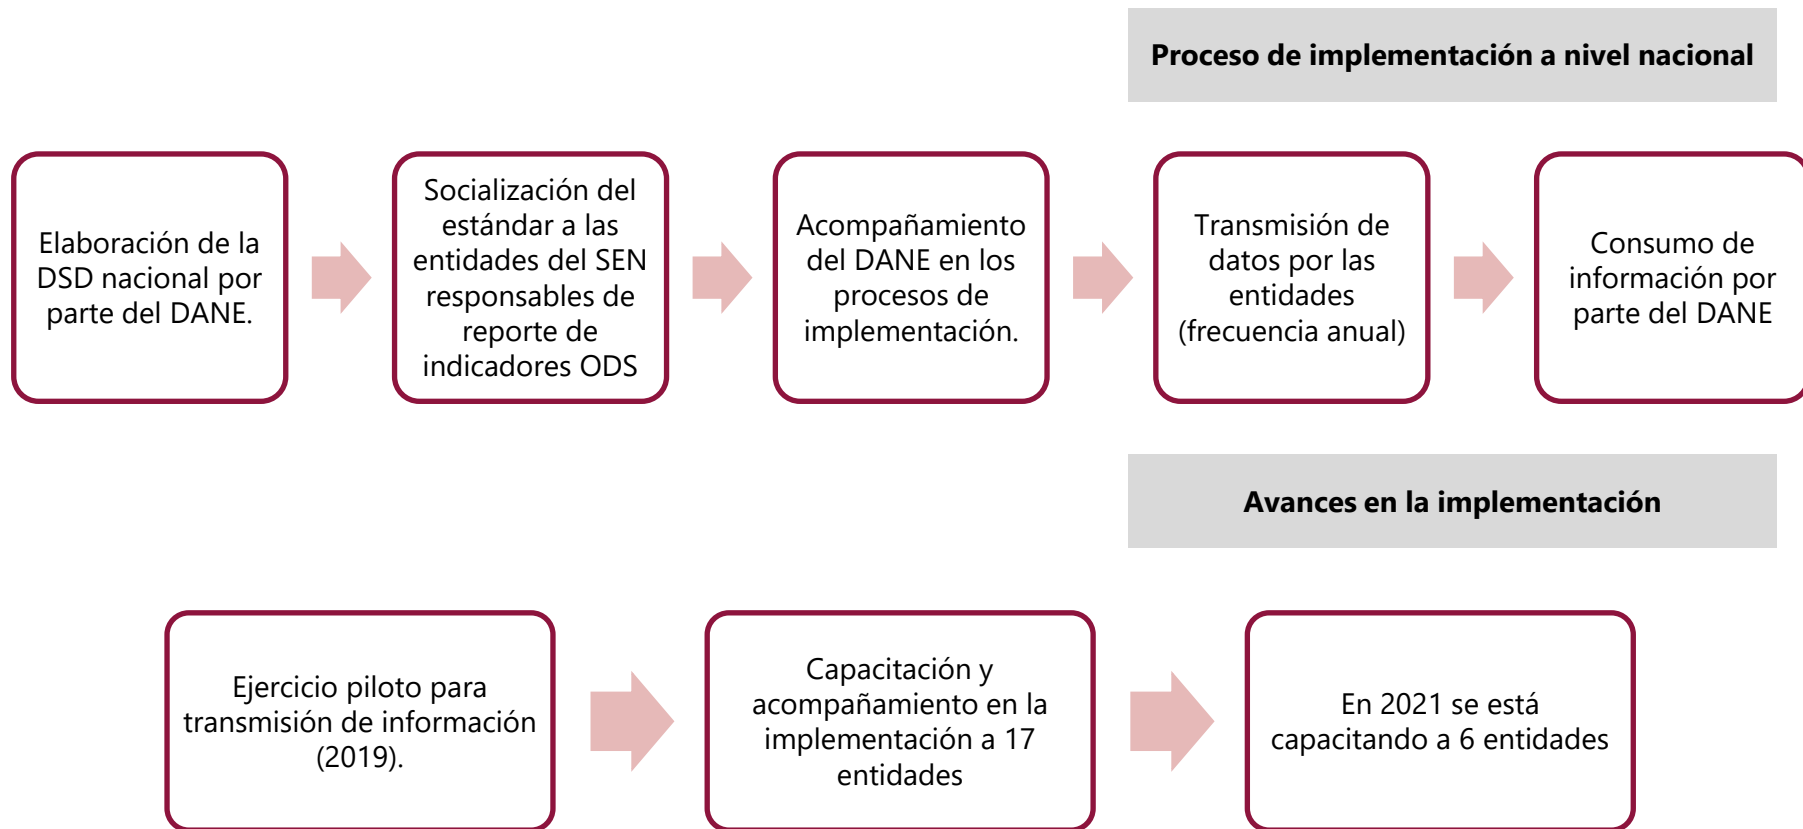 Proceso de implementación a nivel nacional
Elaboración de la
DSD nacional por
parte del DANE.
Socialización del
estándar a las
entidades del SEN
responsables de
reporte de
indicadores ODS
Acompañamiento
del DANE en los
procesos de
implementación.
Transmisión de
datos por las
entidades
(frecuencia anual)
Consumo de
información por
parte del DANE
Avances en la implementación
Ejercicio piloto para
transmisión de información
(2019).
Capacitación y
acompañamiento en la
implementación a 17
entidades
En 2021 se está
capacitando a 6 entidades